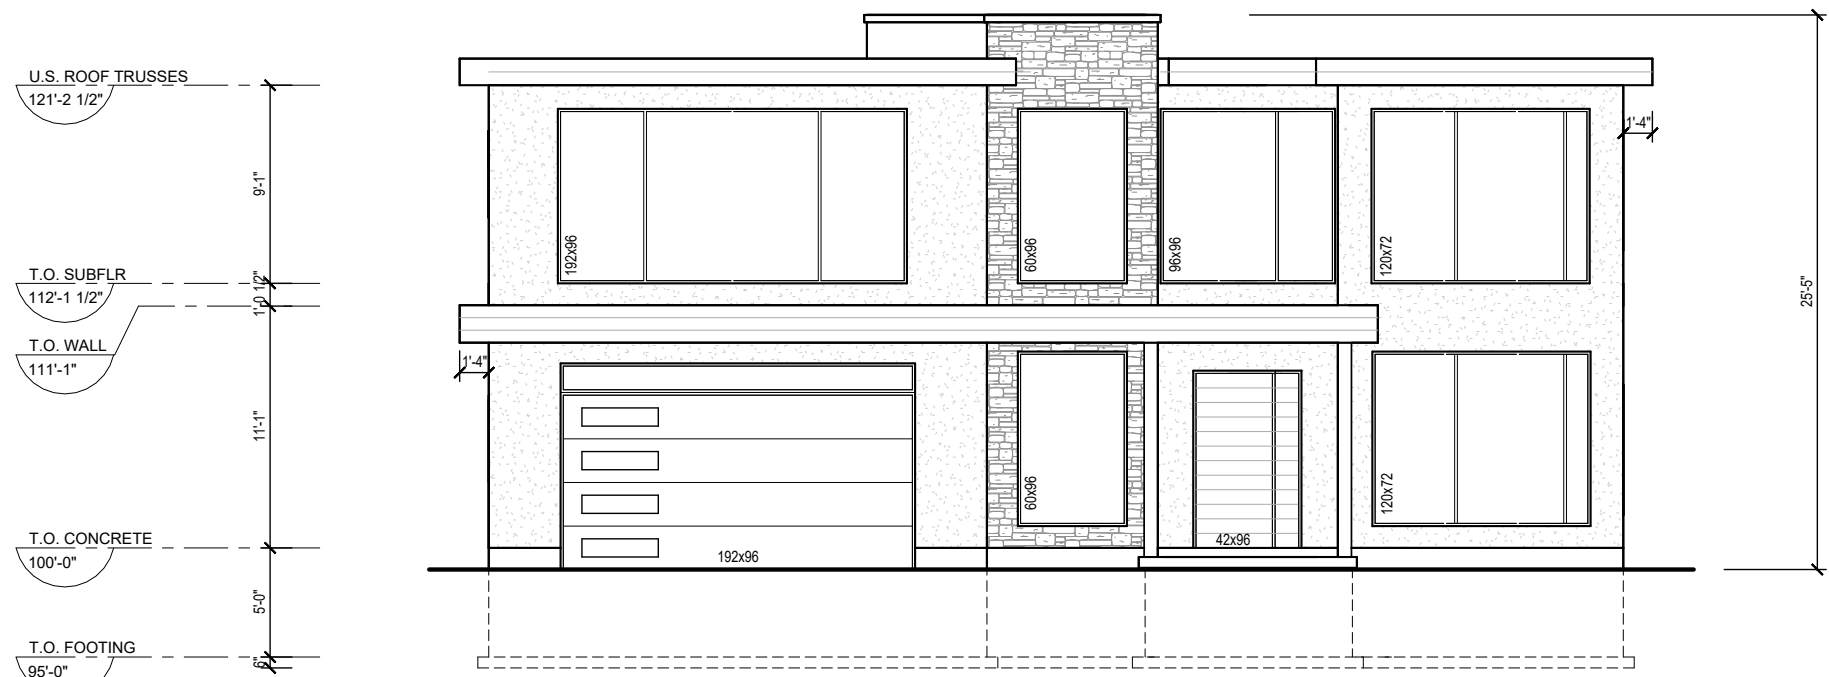 U.S. ROOF TRUSSES
121'-2 1/2"
9'-1"
T.O. SUBFLR
112'-1 1/2"
1'-0 1/2"
T.O. WALL
111'-1"
11'-1"
T.O. CONCRETE
100'-0"
5'-0"
T.O. FOOTING
95'-0"
6"
192x96
60x96
96x96
120x72
1'-4"
25'-5"
1'-4"
60x96
120x72
192x96
42x96